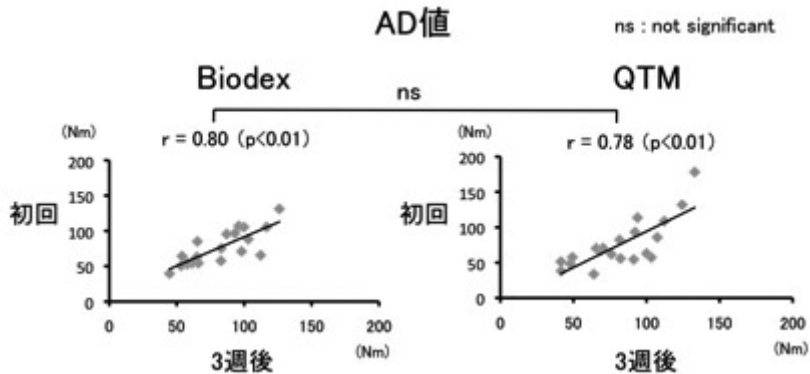 AD値
ns : not significant
Biodex
QTM
ns
(Nm)
r = 0.80 (p<0.01)
200
150
初回
100
50
0
0 50 100 150 200
3週後
(Nm)
(Nm)
r = 0.78 (p<0.01)
200
150
初回
100
50
0
0 50 100 150 200
3週後
(Nm)